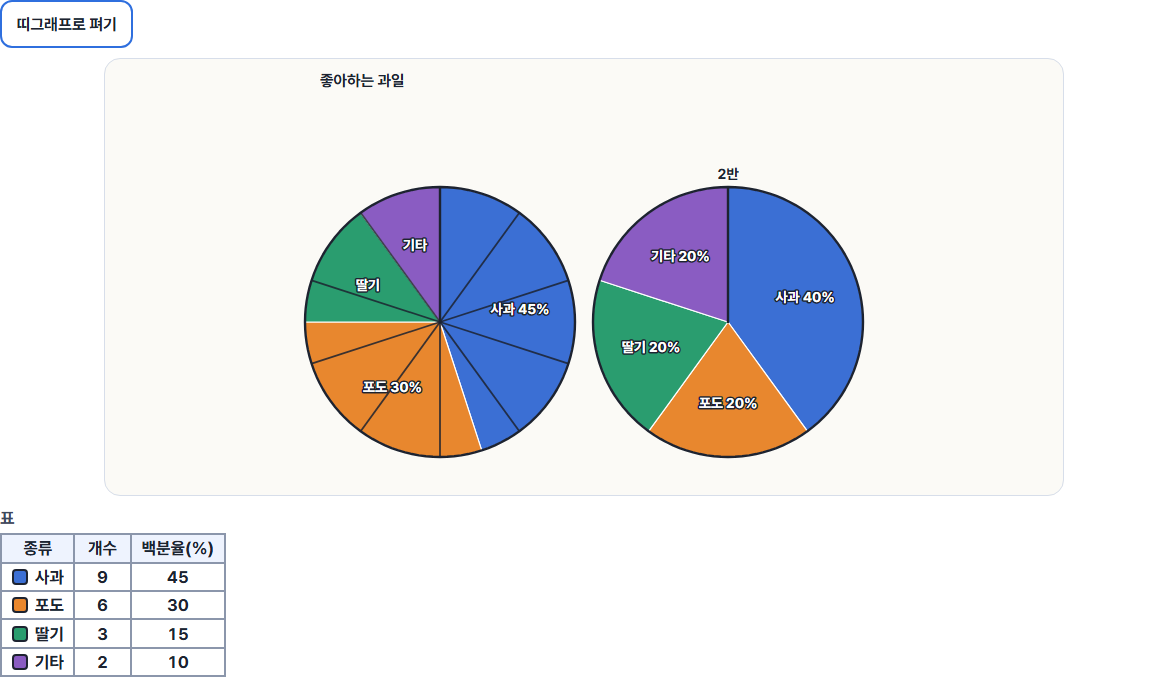 띠그래프로 펴기
좋아하는 과일
2반
기타
딸기
사과 45%
포도 30%
기타 20%
사과 40%
딸기 20%
포도 20%
표
종류 개수 백분율(%)
사과 9 45
포도 6 30
딸기 3 15
기타 2 10